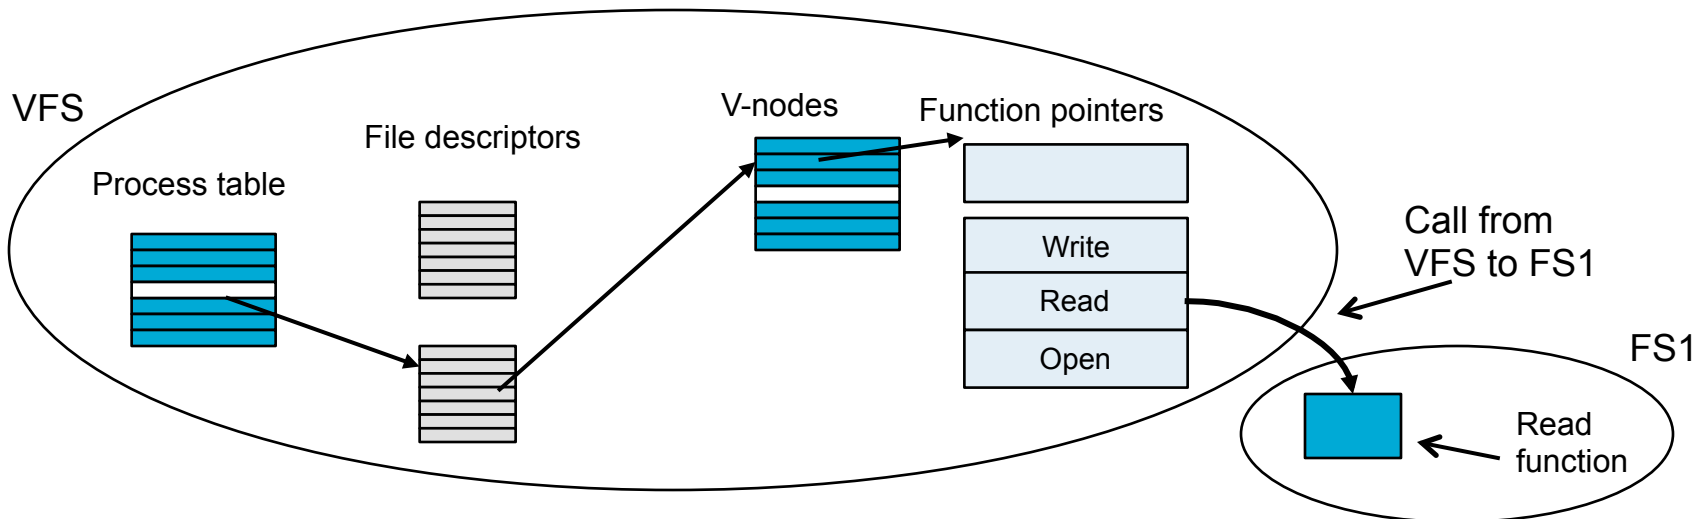 VFS
Process table
File descriptors
V-nodes
Function pointers
Write
Read
Open
Call from
VFS to FS1
FS1
Read
function